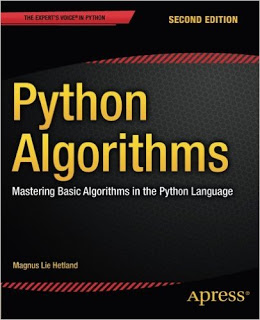 THE EXPERT'S VOICE® IN PYTHON
SECOND EDITION
Python
Algorithms
Mastering Basic Algorithms in the Python Language
Magnus Lie Hetland
Apress®